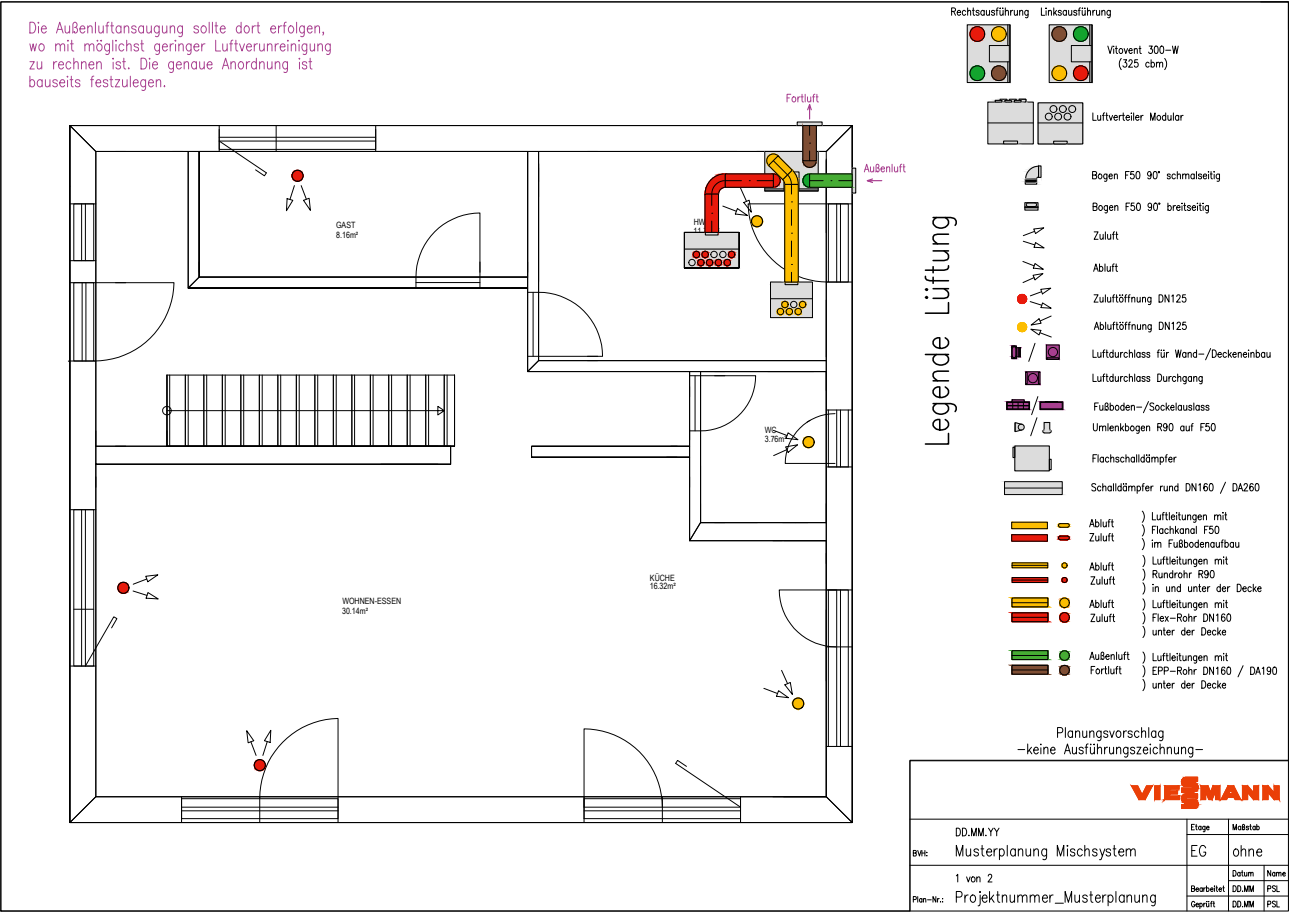 Die Außenluftansaugung sollte dort erfolgen,
wo mit möglichst geringer Luftverunreinigung
zu rechnen ist. Die genaue Anordnung ist
bauseits festzulegen.
Fortluft
Außenluft
GAST
8.16m²
HW
11
WC
3.76m²
KÜCHE
16.32m²
WOHNEN-ESSEN
30.14m²
Legende Lüftung
Rechtsausführung Linksausführung
Vitovent 300-W
(325 cbm)
Luftverteiler Modular
Bogen F50 90° schmalseitig
Bogen F50 90° breitseitig
Zuluft
Abluft
Zuluftöffnung DN125
Abluftöffnung DN125
/ Luftdurchlass für Wand-/Deckeneinbau
Luftdurchlass Durchgang
/ Fußboden-/Sockelauslass
/ Umlenkbogen R90 auf F50
Flachschalldämpfer
Schalldämpfer rund DN160 / DA260
Abluft ) Luftleitungen mit
Zuluft ) Flachkanal F50
) im Fußbodenaufbau
Abluft ) Luftleitungen mit
Zuluft ) Rundrohr R90
) in und unter der Decke
Abluft ) Luftleitungen mit
Zuluft ) Flex-Rohr DN160
) unter der Decke
Außenluft ) Luftleitungen mit
Fortluft ) EPP-Rohr DN160 / DA190
) unter der Decke
Planungsvorschlag
-keine Ausführungszeichnung-
VIESSMANN
DD.MM.YY
BVH: Musterplanung Mischsystem
Etage Maßstab
EG ohne
1 von 2
Plan-Nr.: Projektnummer_Musterplanung
Datum Name
Bearbeitet DD.MM PSL
Geprüft DD.MM PSL